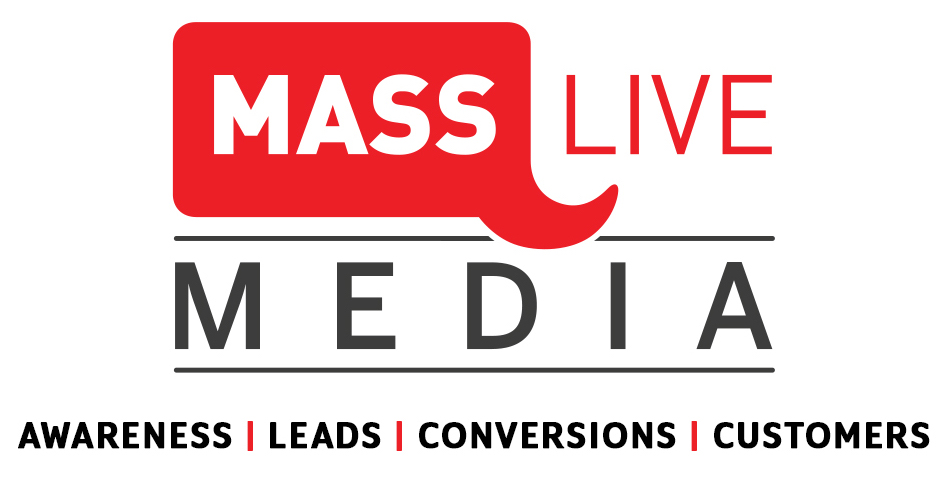 MASS LIVE
MEDIA
AWARENESS | LEADS | CONVERSIONS | CUSTOMERS